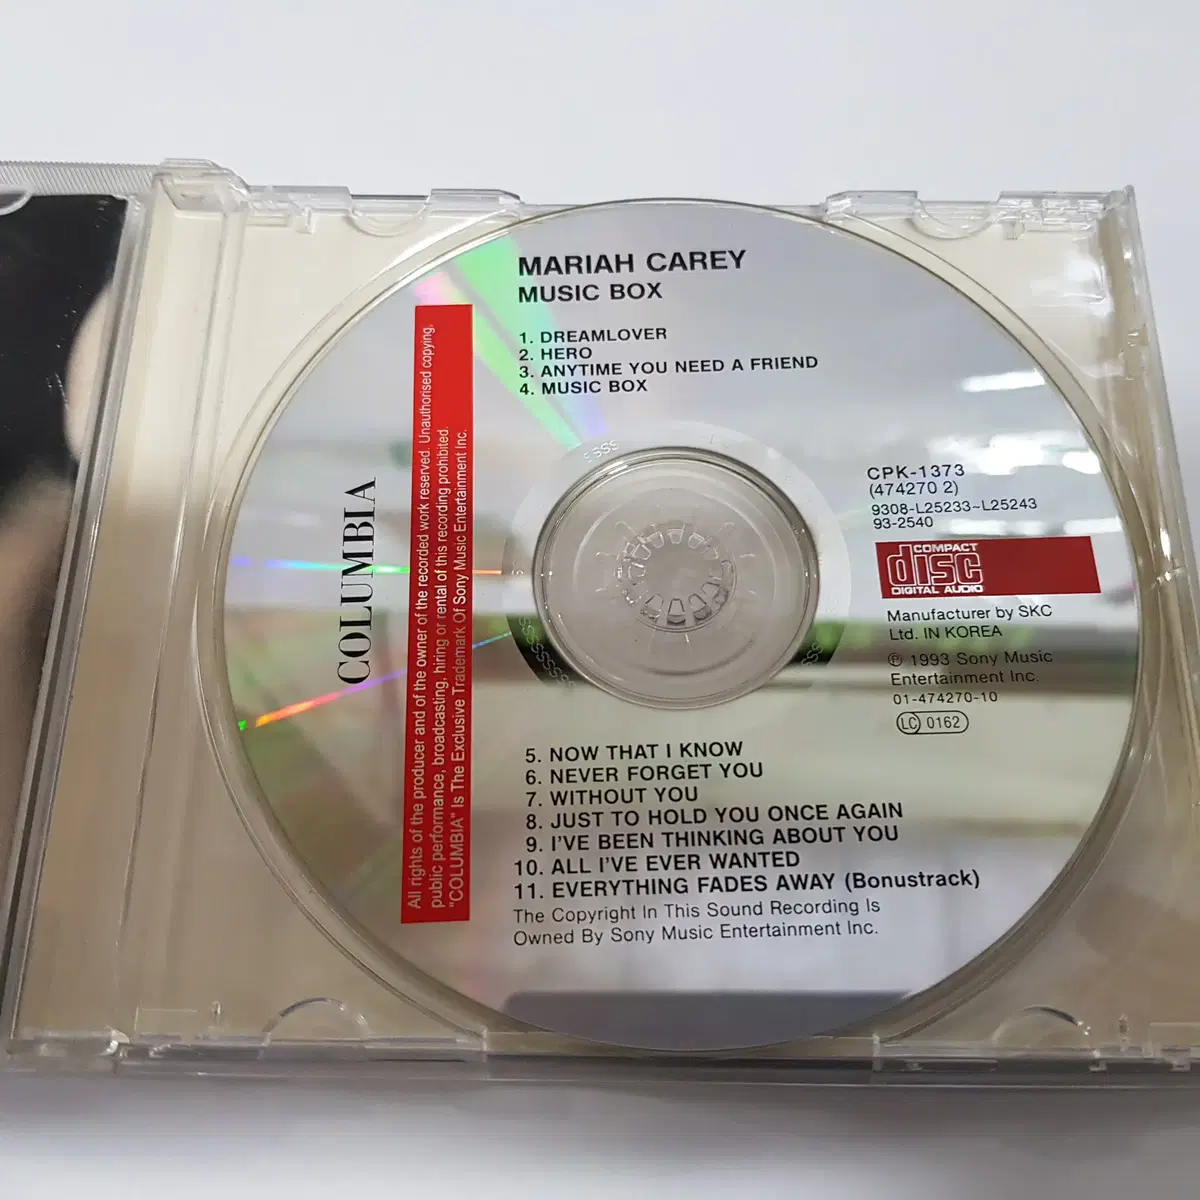 MARIAH CAREY
MUSIC BOX
1. DREAMLOVER
2. HERO
3. ANYTIME YOU NEED A FRIEND
4. MUSIC BOX
COLUMBIA
All rights of the producer and of the owner of the recorded work reserved. Unauthorised copying,
public performance, broadcasting, hiring or rental of this recording prohibited.
"COLUMBIA" Is The Exclusive Trademark Of Sony Music Entertainment Inc.
CPK-1373
(474270 2)
9308-L25233~L25243
93-2540
COMPACT
disc
DIGITAL AUDIO
Manufacturer by SKC
Ltd. IN KOREA
℗ 1993 Sony Music
Entertainment Inc.
01-474270-10
LC 0162
5. NOW THAT I KNOW
6. NEVER FORGET YOU
7. WITHOUT YOU
8. JUST TO HOLD YOU ONCE AGAIN
9. I'VE BEEN THINKING ABOUT YOU
10. ALL I'VE EVER WANTED
11. EVERYTHING FADES AWAY (Bonustrack)
The Copyright In This Sound Recording Is
Owned By Sony Music Entertainment Inc.